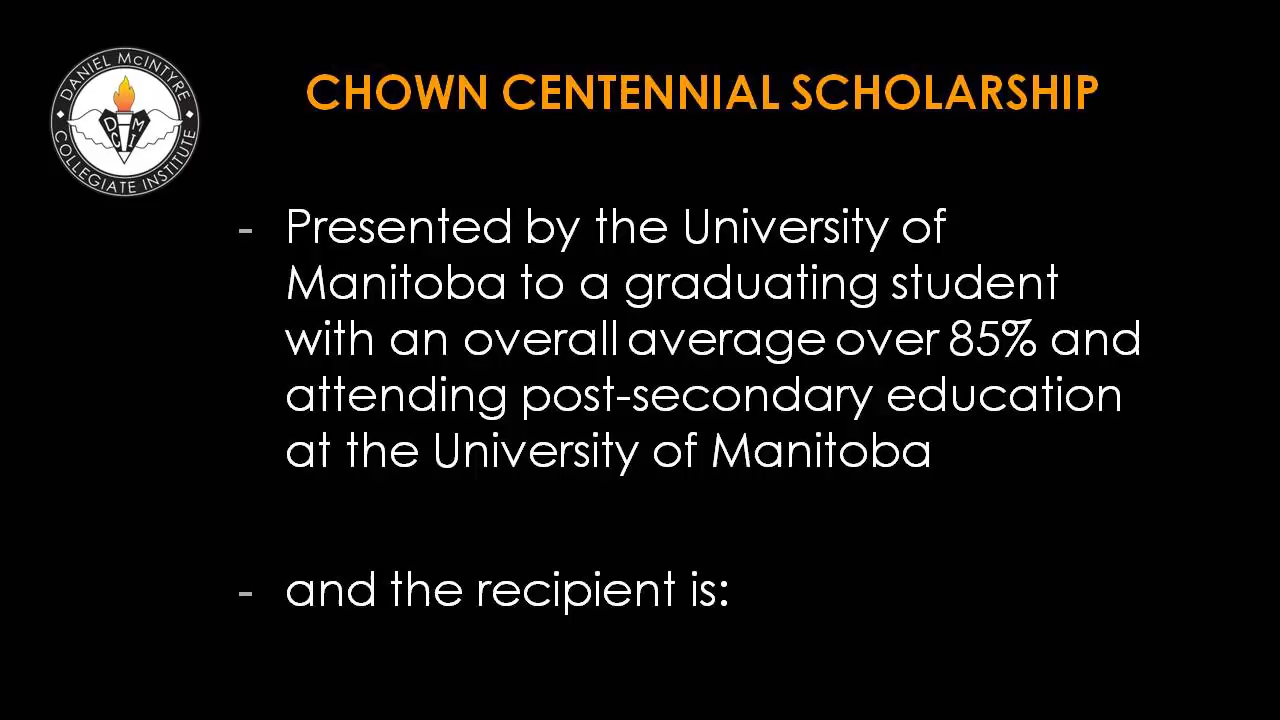 DANIEL McINTYRE
COLLEGIATE INSTITUTE
D M
C I
CHOWN CENTENNIAL SCHOLARSHIP
- Presented by the University of
Manitoba to a graduating student
with an overall average over 85% and
attending post-secondary education
at the University of Manitoba
- and the recipient is: